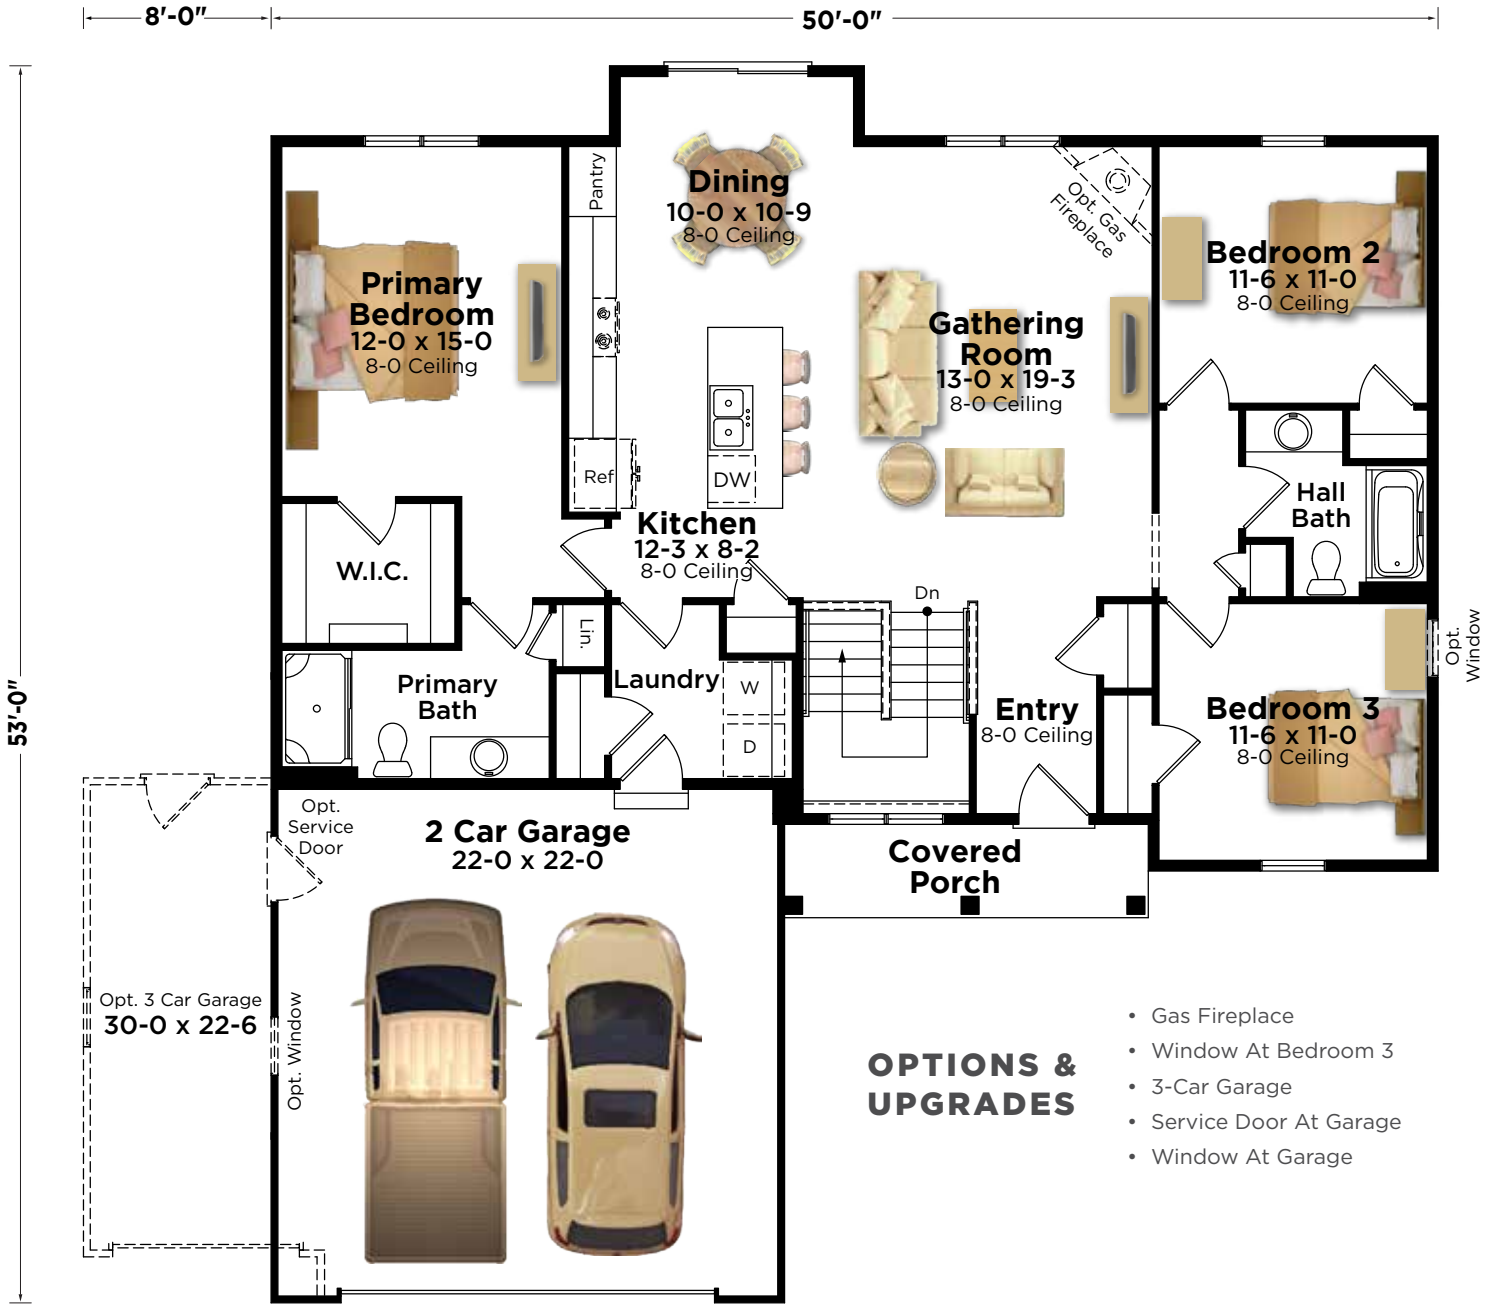 8'-0"
50'-0"
53'-0"
Pantry
Dining
10-0 x 10-9
8-0 Ceiling
Opt. Gas
Fireplace
Bedroom 2
11-6 x 11-0
8-0 Ceiling
Primary
Bedroom
12-0 x 15-0
8-0 Ceiling
Gathering
Room
13-0 x 19-3
8-0 Ceiling
Ref
DW
Kitchen
12-3 x 8-2
8-0 Ceiling
Hall
Bath
W.I.C.
Dn
Lin.
Opt.
Window
Primary
Bath
Laundry
W
D
Entry
8-0 Ceiling
Bedroom 3
11-6 x 11-0
8-0 Ceiling
Opt.
Service
Door
2 Car Garage
22-0 x 22-0
Covered
Porch
Opt. 3 Car Garage
30-0 x 22-6
Opt. Window
OPTIONS &
UPGRADES
• Gas Fireplace
• Window At Bedroom 3
• 3-Car Garage
• Service Door At Garage
• Window At Garage